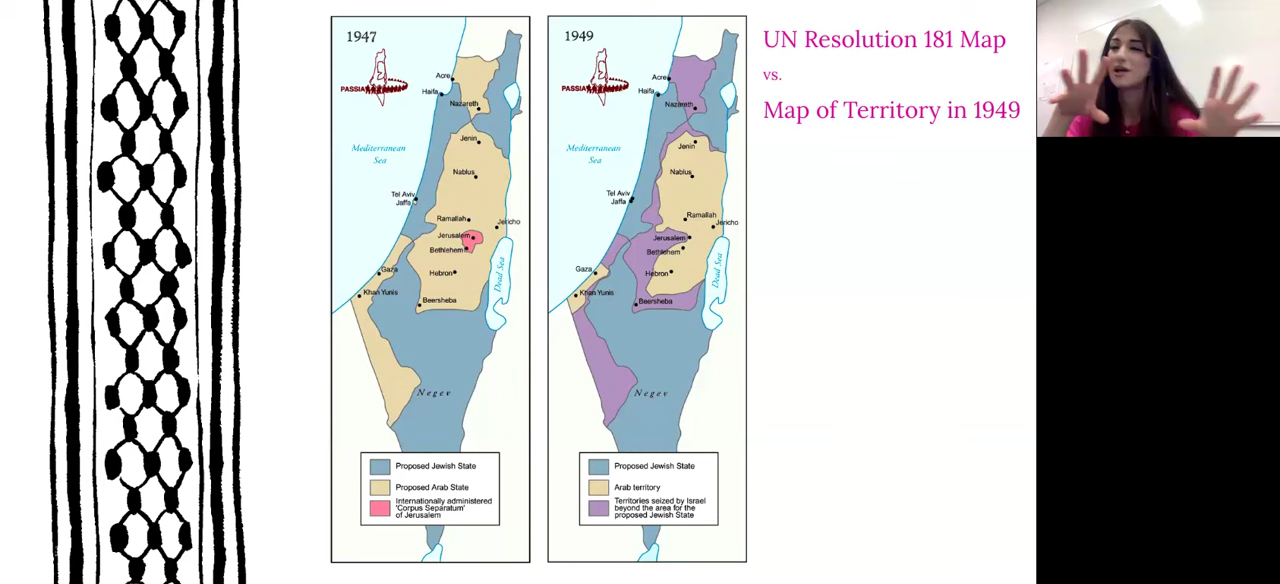 1947
PASSIA
Acre
Haifa
Nazareth
Jenin
Mediterranean
Sea
Nablus
Tel Aviv
Jaffa
Ramallah
Jericho
Jerusalem
Bethlehem
Gaza
Hebron
Dead Sea
Khan Yunis
Beersheba
Negev
Proposed Jewish State
Proposed Arab State
Internationally administered
'Corpus Separatum'
of Jerusalem
1949
PASSIA
Acre
Haifa
Nazareth
Jenin
Mediterranean
Sea
Nablus
Tel Aviv
Jaffa
Ramallah
Jericho
Jerusalem
Bethlehem
Gaza
Hebron
Dead Sea
Khan Yunis
Beersheba
Negev
Proposed Jewish State
Arab territory
Territories seized by Israel
beyond the area for the
proposed Jewish State
UN Resolution 181 Map
vs.
Map of Territory in 1949